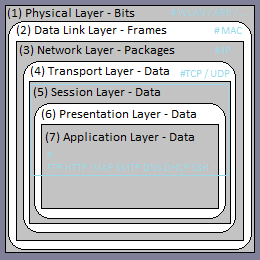 (1) Physical Layer - Bits
(2) Data Link Layer - Frames #MAC
(3) Network Layer - Packages
(4) Transport Layer - Data #TCP / UDP
(5) Session Layer - Data
(6) Presentation Layer - Data
(7) Application Layer - Data